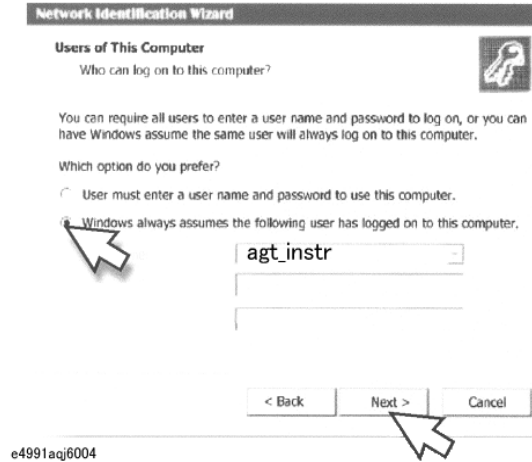 Network Identification Wizard
Users of This Computer
Who can log on to this computer?
You can require all users to enter a user name and password to log on, or you can
have Windows assume the same user will always log on to this computer.
Which option do you prefer?
User must enter a user name and password to use this computer.
Windows always assumes the following user has logged on to this computer.
agt_instr
< Back
Next >
Cancel
e4991aqj6004